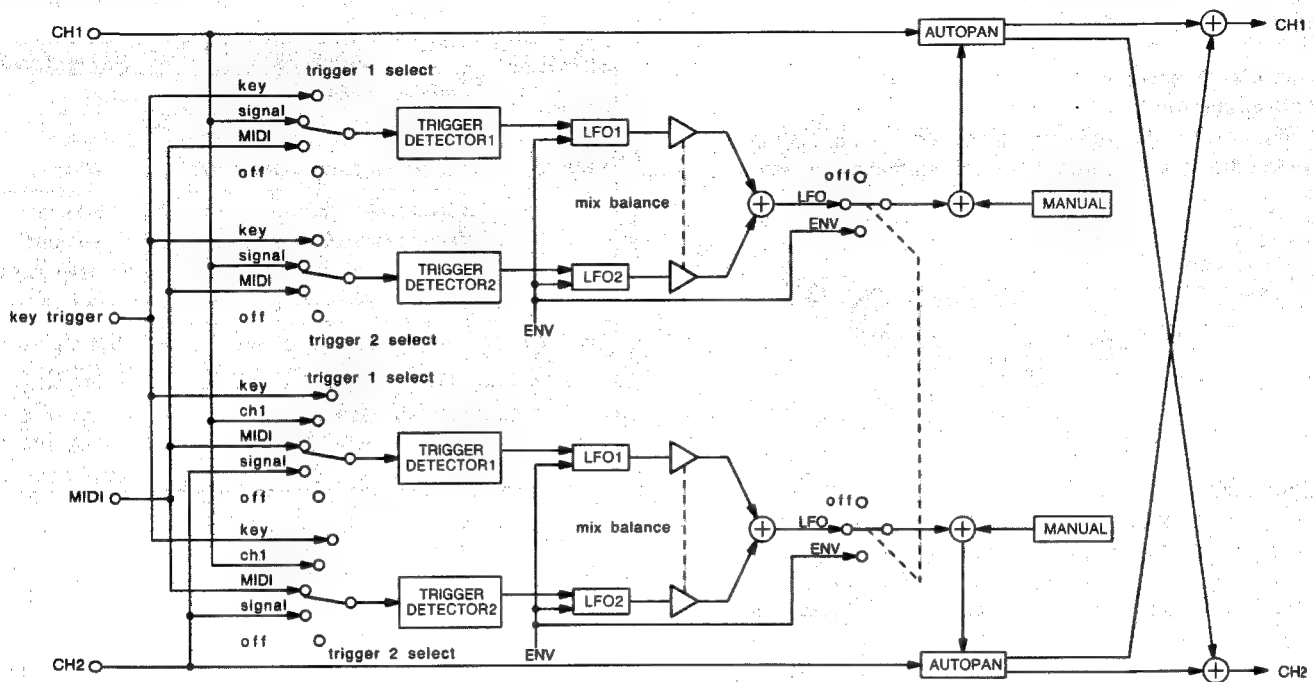 CH1
AUTOPAN
CH1
trigger 1 select
key
signal
MIDI
off
TRIGGER
DETECTOR1
LFO1
mix balance
off
LFO
ENV
MANUAL
key
signal
MIDI
off
TRIGGER
DETECTOR2
LFO2
ENV
key trigger
trigger 2 select
trigger 1 select
key
ch1
MIDI
signal
off
TRIGGER
DETECTOR1
LFO1
MIDI
mix balance
off
LFO
ENV
MANUAL
key
ch1
MIDI
signal
off
TRIGGER
DETECTOR2
LFO2
trigger 2 select
ENV
CH2
AUTOPAN
CH2